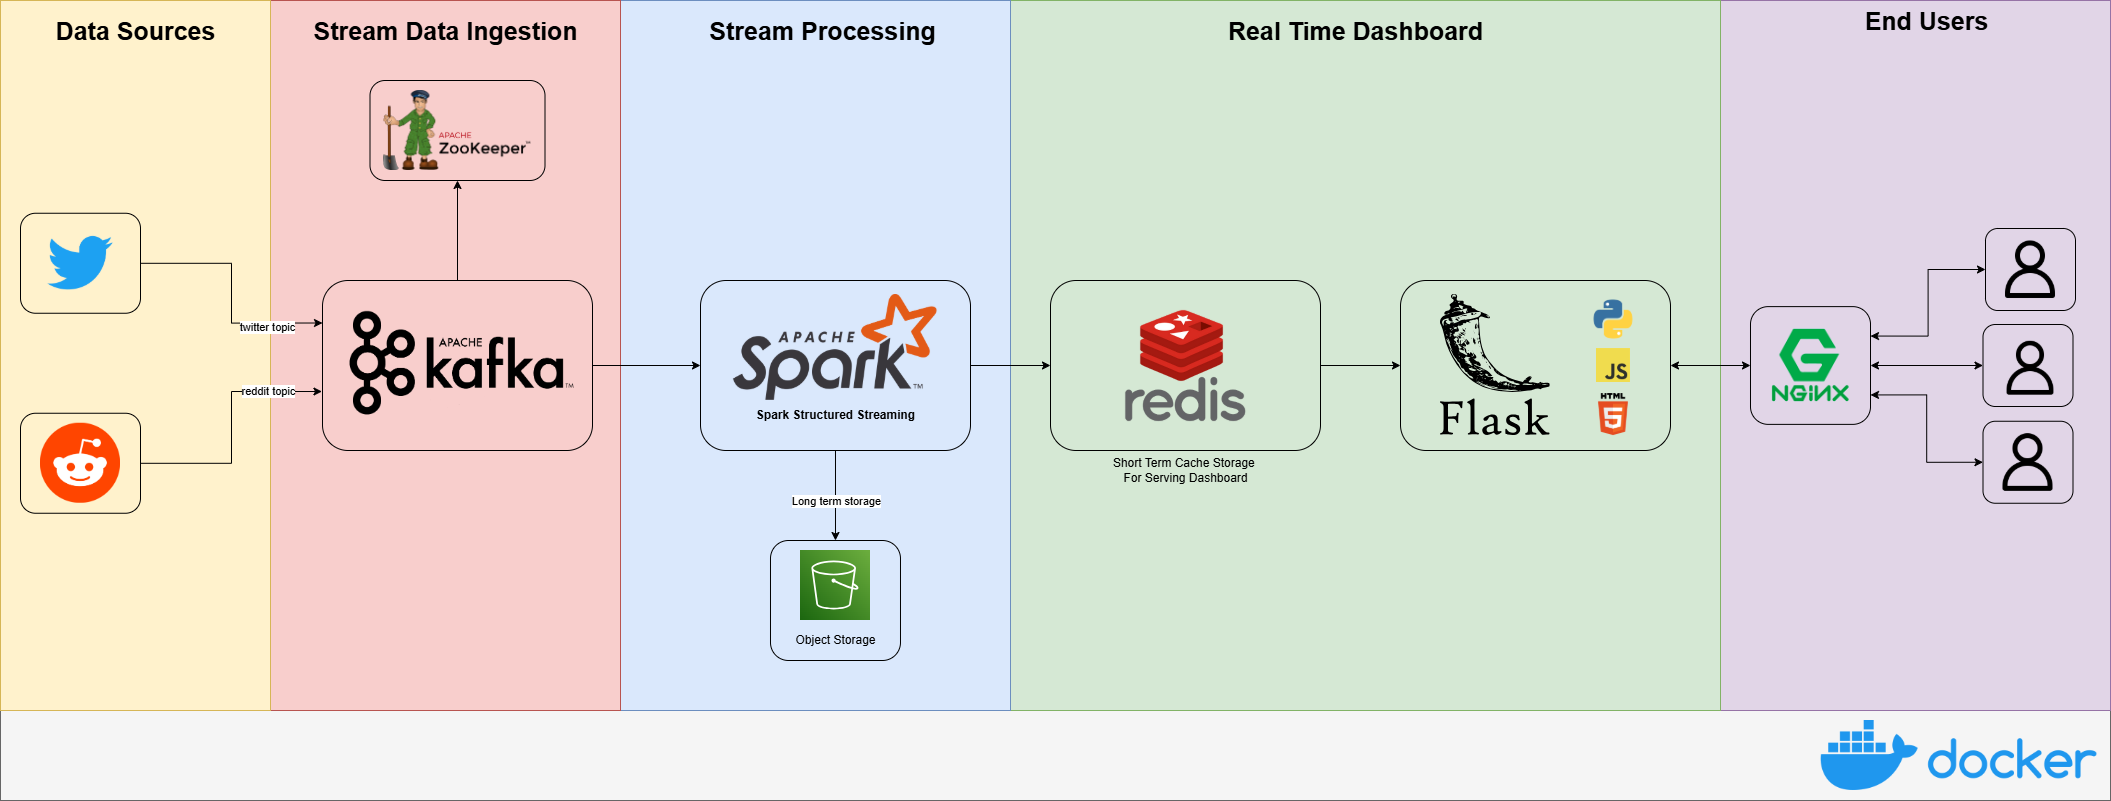 Data Sources
Stream Data Ingestion
Stream Processing
Real Time Dashboard
End Users
APACHE
ZooKeeper™
twitter topic
reddit topic
APACHE
kafka™
APACHE
Spark™
Spark Structured Streaming
Long term storage
Object Storage
redis
Short Term Cache Storage
For Serving Dashboard
Flask
JS
HTML
5
NGiNX
docker